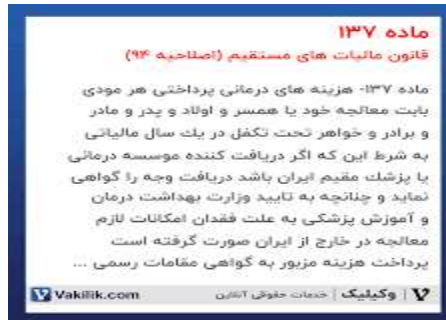 ماده ۱۳۷
قانون مالیات های مستقیم (اصلاحیه ۹۴)
ماده ۱۳۷- هزینه های درمانی پرداختی هر مودی
بابت معالجه خود یا همسر و اولاد و پدر و مادر
و برادر و خواهر تحت تکفل در یك سال مالیاتی
به شرط این که اگر دریافت کننده موسسه درمانی
یا پزشك مقیم ایران باشد دریافت وجه را گواهی
نماید و چنانچه به تایید وزارت بهداشت درمان
و آموزش پزشکی به علت فقدان امکانات لازم
معالجه در خارج از ایران صورت گرفته است
پرداخت هزینه مزبور به گواهی مقامات رسمی ...
وکیلیک | خدمات حقوقی آنلاین Vakilik.com